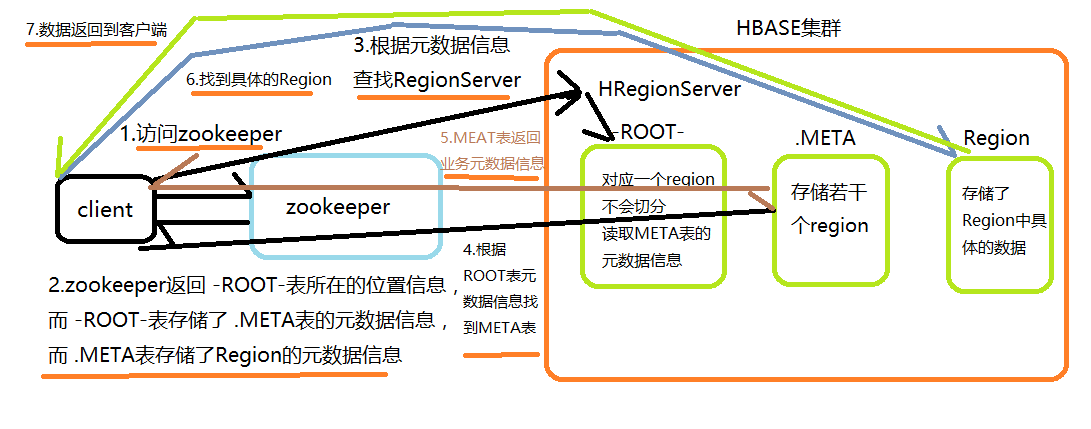 7.数据返回到客户端
3.根据元数据信息
查找RegionServer
HBASE集群
6.找到具体的Region
HRegionServer
1.访问zookeeper
5.MEAT表返回
业务元数据信息
-ROOT-
.META
Region
client
zookeeper
对应一个region
不会切分
读取META表的
元数据信息
存储若干
个region
存储了
Region中具
体的数据
2.zookeeper返回 -ROOT-表所在的位置信息，
而 -ROOT-表存储了 .META表的元数据信息，
而 .META表存储了Region的元数据信息
4.根据
ROOT表元
数据信息找
到META表